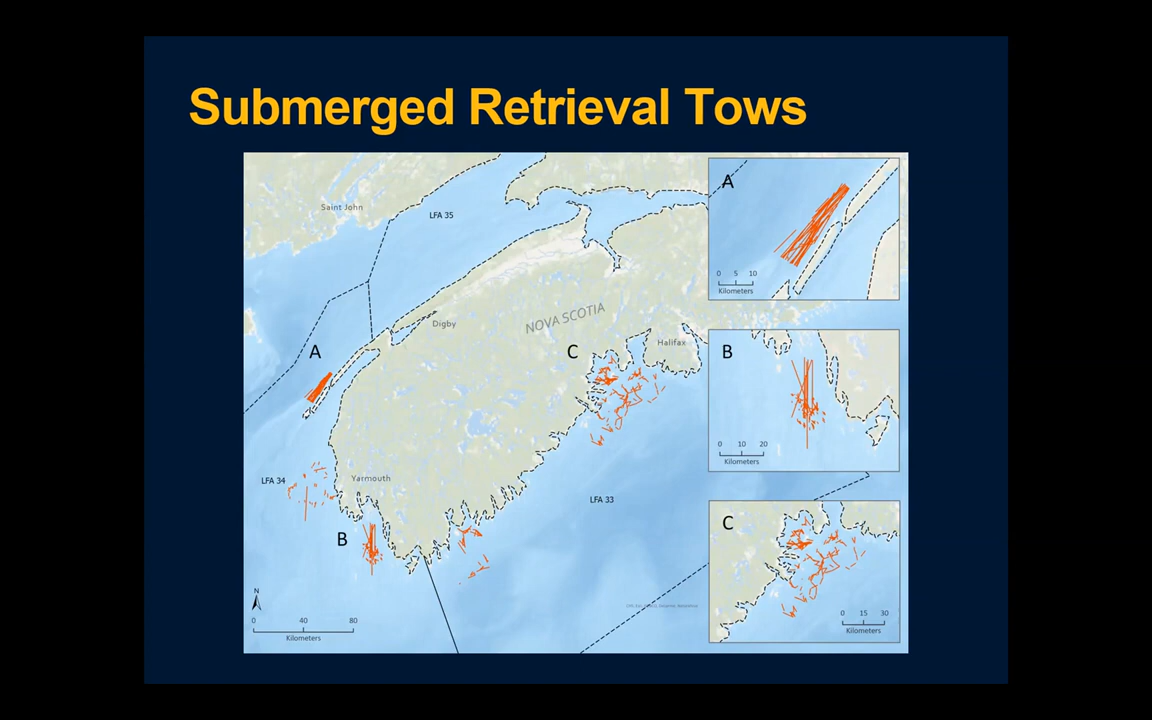 Submerged Retrieval Tows
Saint John
LFA 35
A
0 5 10
Kilometers
Digby
NOVA SCOTIA
Halifax
A
C
B
0 10 20
Kilometers
LFA 34
Yarmouth
LFA 33
B
C
0 15 30
Kilometers
N
0 40 80
Kilometers